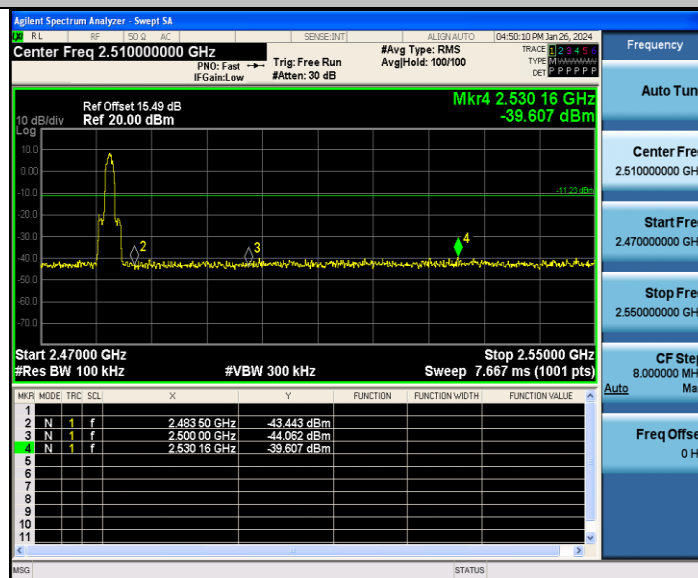 Agilent Spectrum Analyzer - Swept SA
RL RF 50 Ω AC SENSE:INT ALIGN AUTO 04:50:10 PM Jan 26, 2024
Center Freq 2.510000000 GHz
PNO: Fast
IFGain:Low
Trig: Free Run
#Atten: 30 dB
#Avg Type: RMS
Avg|Hold: 100/100
TRACE 1 2 3 4 5 6
TYPE M
DET P P P P P P
Ref Offset 15.49 dB
Ref 20.00 dBm
Mkr4 2.530 16 GHz
-39.607 dBm
10 dB/div
Log
10.0
0.00
-10.0
-20.0
-30.0
-40.0
-50.0
-60.0
-70.0
-11.23 dBm
2
3
4
Start 2.47000 GHz
Stop 2.55000 GHz
#Res BW 100 kHz
#VBW 300 kHz
Sweep 7.667 ms (1001 pts)
MKR MODE TRC SCL X Y FUNCTION FUNCTION WIDTH FUNCTION VALUE
1
2 N 1 f 2.483 50 GHz -43.443 dBm
3 N 1 f 2.500 00 GHz -44.062 dBm
4 N 1 f 2.530 16 GHz -39.607 dBm
5
6
7
8
9
10
11
MSG STATUS
Frequency
Auto Tun
Center Fre
2.510000000 GH
Start Fre
2.470000000 GH
Stop Fre
2.550000000 GH
CF Step
8.000000 MH
Auto Ma
Freq Offse
0 H